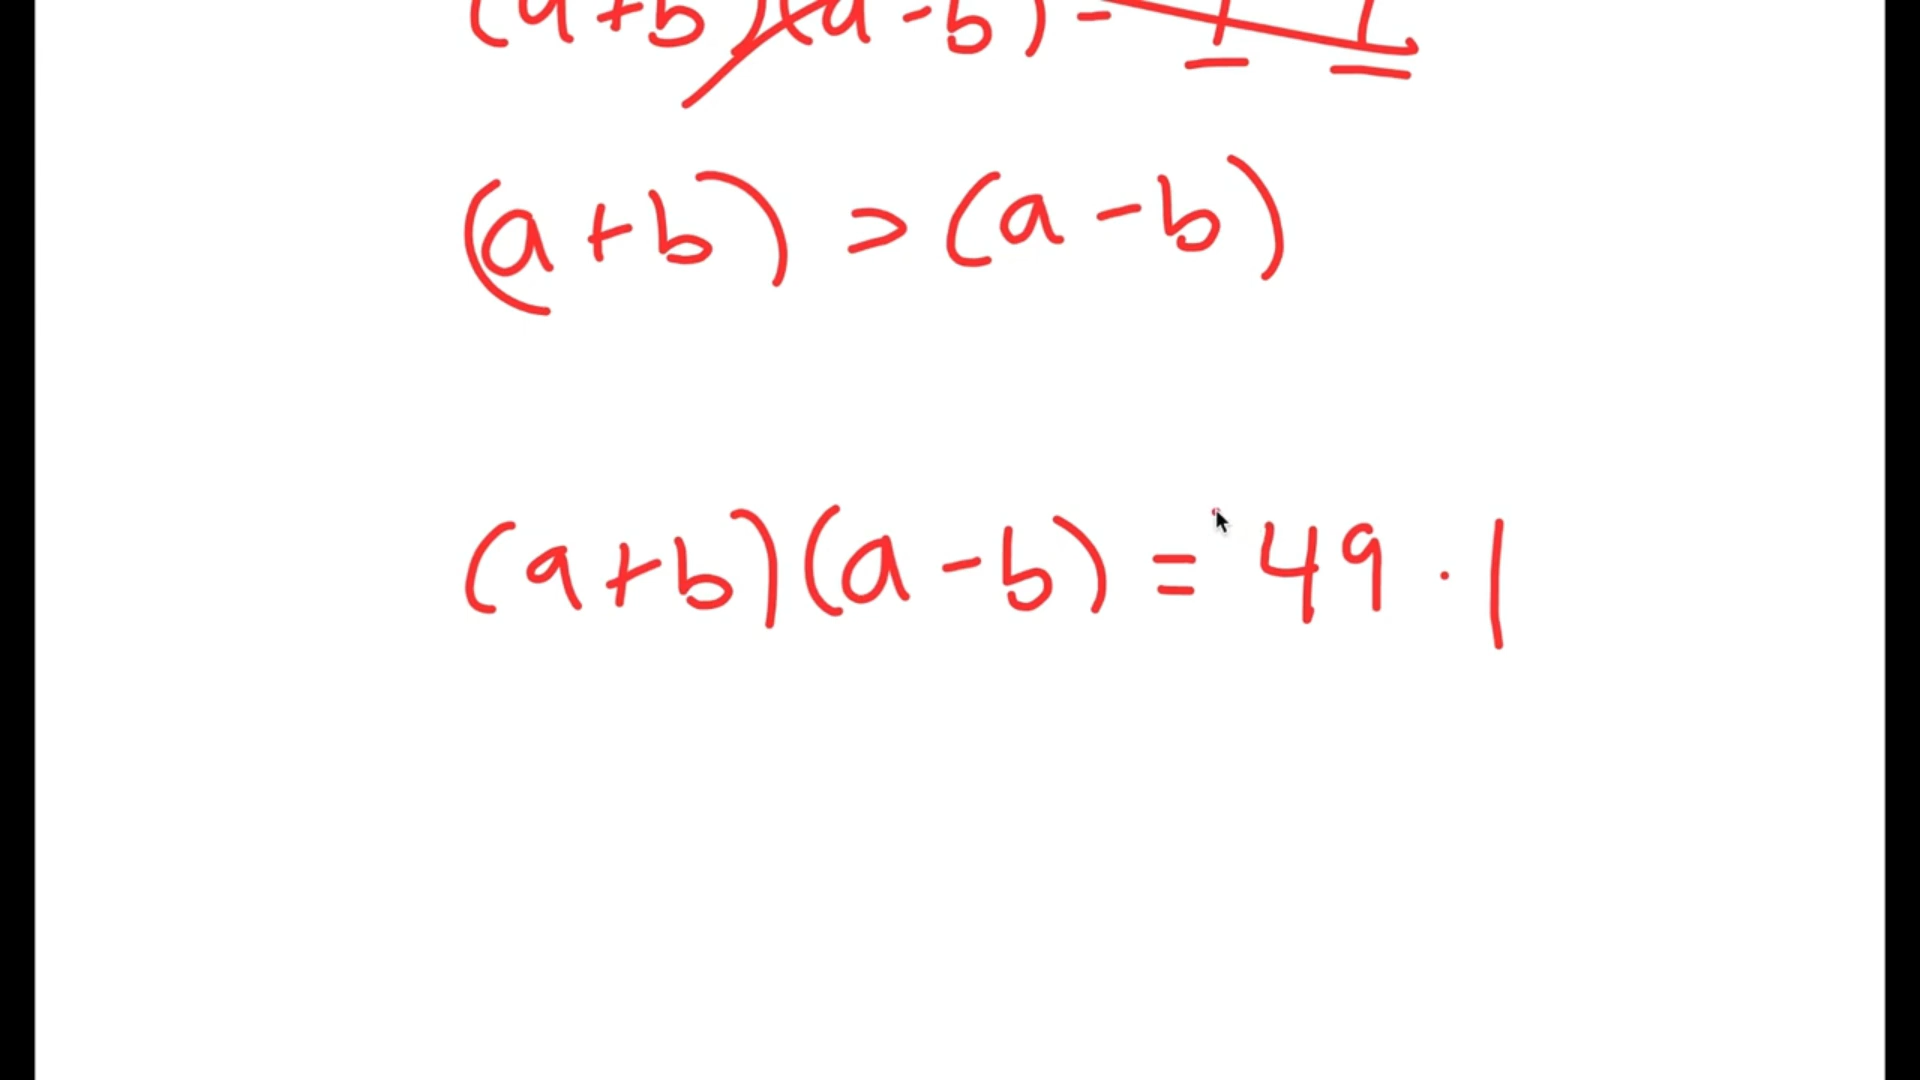 (a+b)(a-b) =
(a+b) > (a-b)
(a+b)(a-b) = 49 · 1